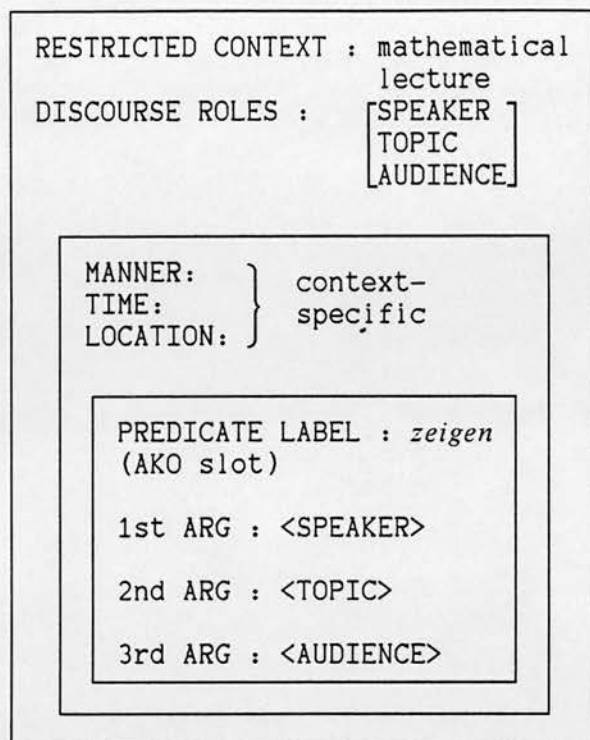 RESTRICTED CONTEXT : mathematical
lecture
DISCOURSE ROLES : [SPEAKER
TOPIC
AUDIENCE]
MANNER:
TIME:
LOCATION:
context-
specific
PREDICATE LABEL : zeigen
(AKO slot)
1st ARG : <SPEAKER>
2nd ARG : <TOPIC>
3rd ARG : <AUDIENCE>